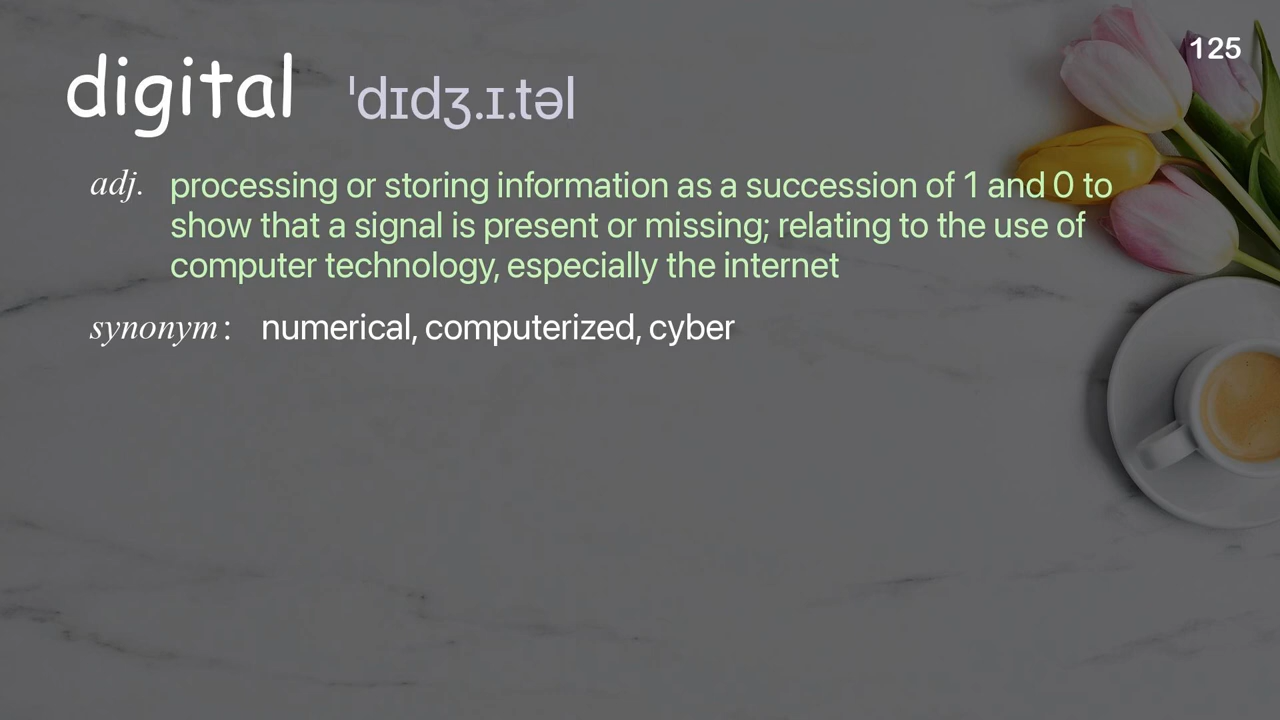 125
digital ˈdɪdʒ.ɪ.təl
adj. processing or storing information as a succession of 1 and 0 to
show that a signal is present or missing; relating to the use of
computer technology, especially the internet
synonym: numerical, computerized, cyber